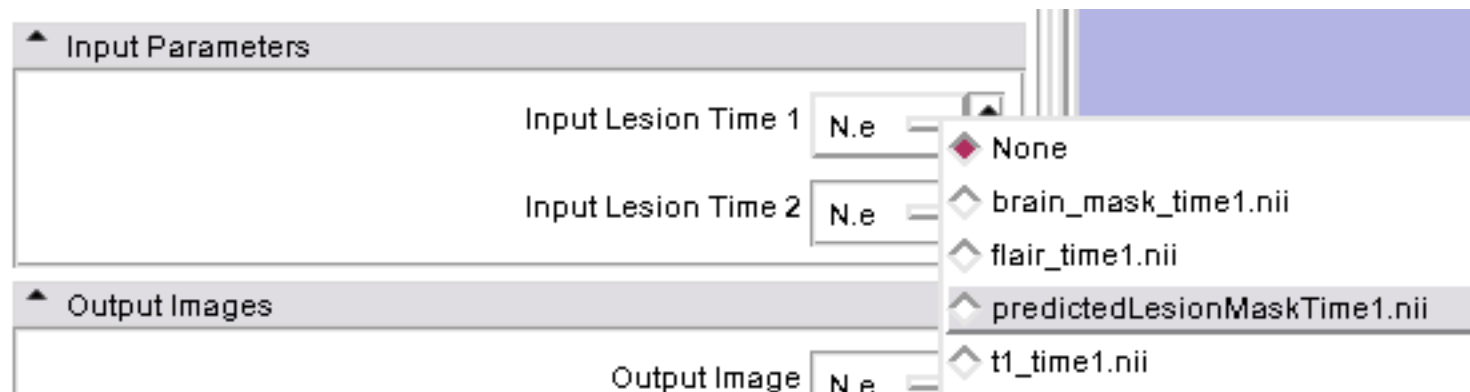 Input Parameters
Input Lesion Time 1 N.e
None
Input Lesion Time 2 N.e
brain_mask_time1.nii
flair_time1.nii
Output Images
predictedLesionMaskTime1.nii
Output Image N.e
t1_time1.nii